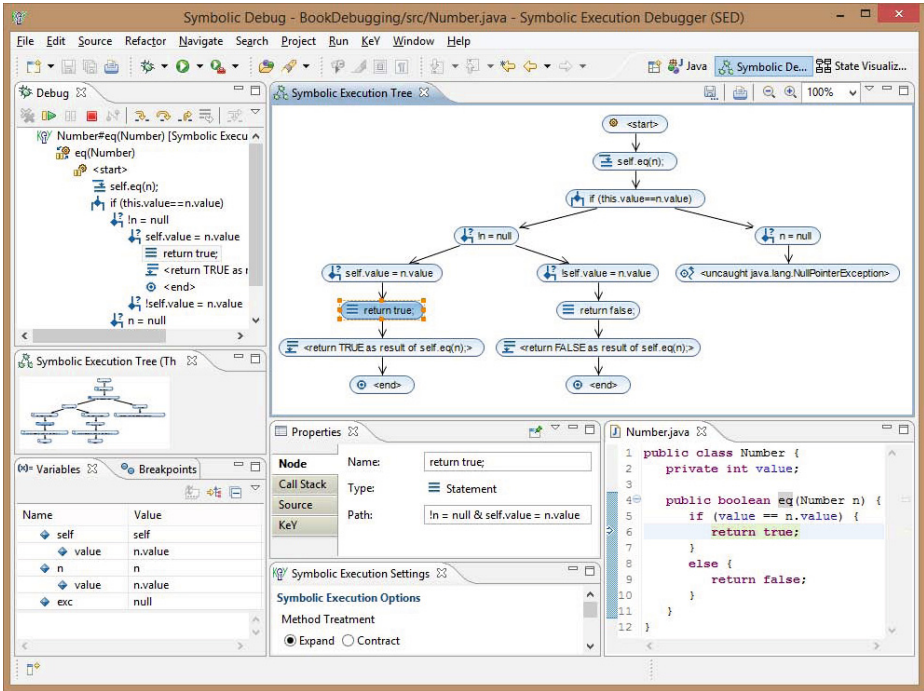 Symbolic Debug - BookDebugging/src/Number.java - Symbolic Execution Debugger (SED)
File Edit Source Refactor Navigate Search Project Run KeY Window Help
Java Symbolic De... State Visualiz...
Debug
Number#eq(Number) [Symbolic Execu
eq(Number)
<start>
self.eq(n);
if (this.value==n.value)
!n = null
self.value = n.value
return true;
<return TRUE as r
<end>
!self.value = n.value
n = null
Symbolic Execution Tree
100%
<start>
self.eq(n);
if (this.value==n.value)
!n = null
n = null
self.value = n.value
!self.value = n.value
<uncaught java.lang.NullPointerException>
return true;
return false;
<return TRUE as result of self.eq(n);>
<return FALSE as result of self.eq(n);>
<end>
<end>
Symbolic Execution Tree (Th
(x)= Variables Breakpoints
Name Value
self self
value n.value
n n
value n.value
exc null
Properties
Node
Call Stack
Source
KeY
Name: return true;
Type: Statement
Path: !n = null & self.value = n.value
KeY Symbolic Execution Settings
Symbolic Execution Options
Method Treatment
Expand Contract
Number.java
1 public class Number {
2 private int value;
3
4 public boolean eq(Number n) {
5 if (value == n.value) {
6 return true;
7 }
8 else {
9 return false;
10 }
11 }
12 }